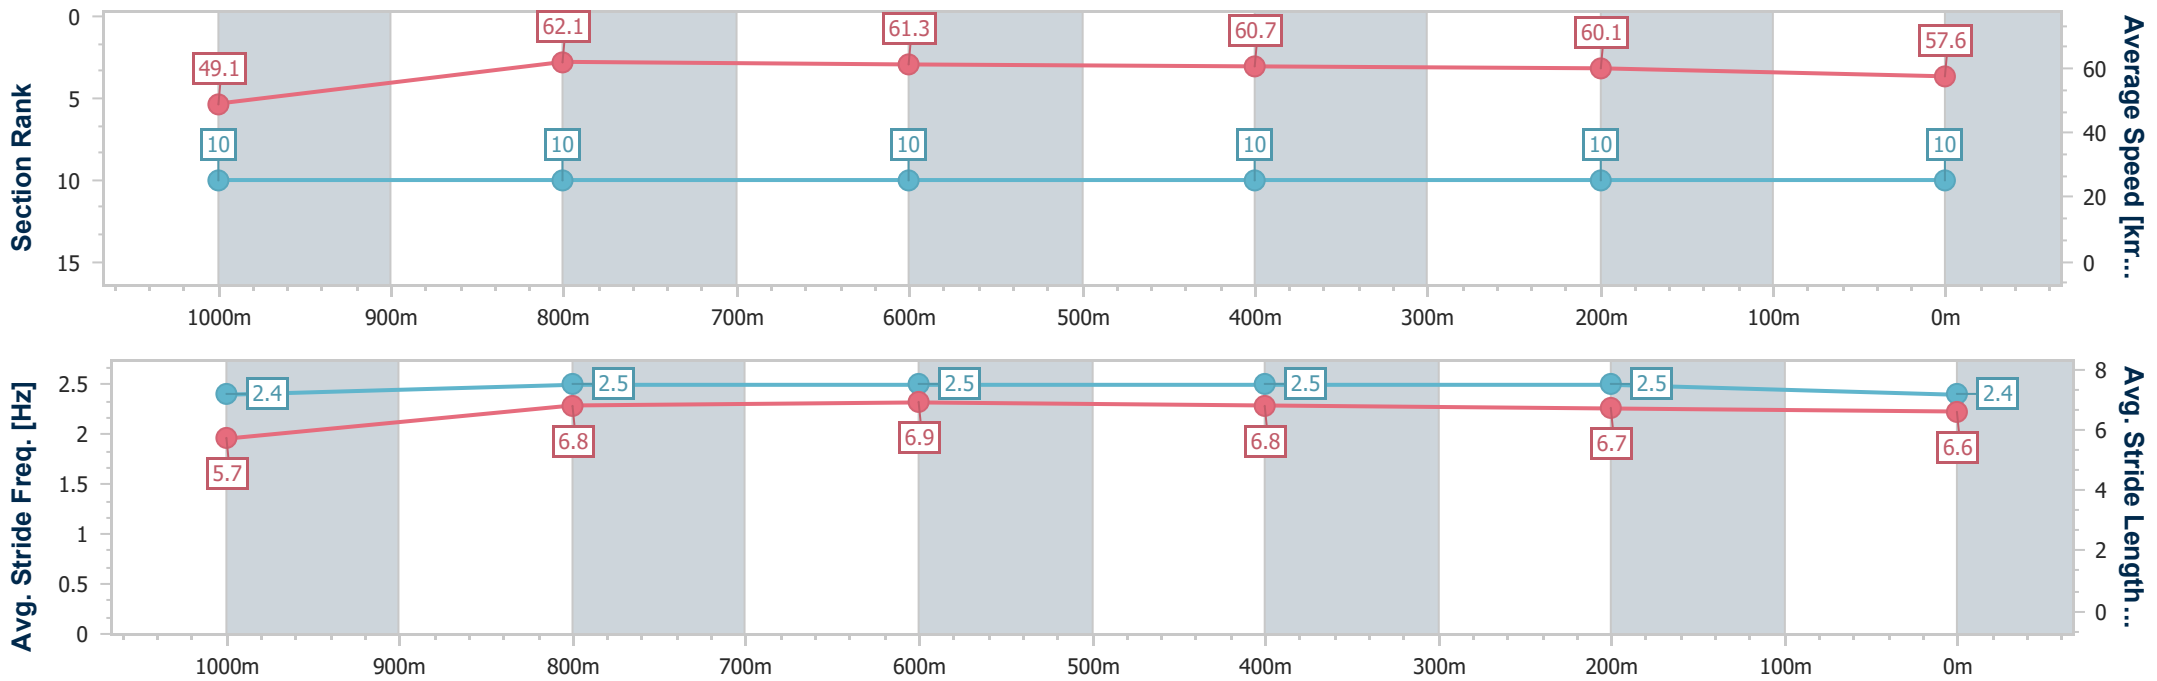 Section Rank
0
5
10
15
49.1
62.1
61.3
60.7
60.1
57.6
10
10
10
10
10
10
Average Speed [km...
60
40
20
0
1000m
900m
800m
700m
600m
500m
400m
300m
200m
100m
0m
Avg. Stride Freq. [Hz]
2.5
2
1.5
1
0.5
0
2.4
2.5
2.5
2.5
2.5
2.4
5.7
6.8
6.9
6.8
6.7
6.6
Avg. Stride Length...
8
6
4
2
0
1000m
900m
800m
700m
600m
500m
400m
300m
200m
100m
0m